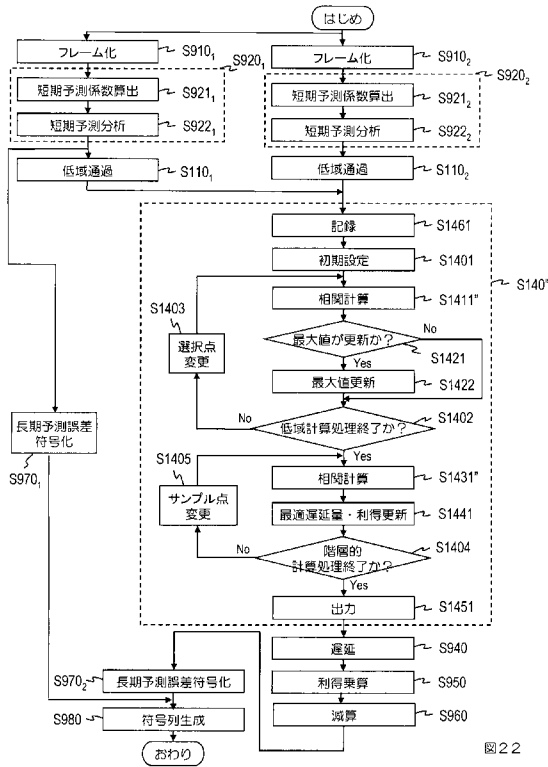 はじめ
フレーム化
S910₁
フレーム化
S910₂
S920₁
S920₂
短期予測係数算出
S921₁
短期予測係数算出
S921₂
短期予測分析
S922₁
短期予測分析
S922₂
低域通過
S110₁
低域通過
S110₂
記録
S1461
初期設定
S1401
S140"
相関計算
S1411"
S1403
選択点
変更
最大値が更新か？
No
S1421
Yes
最大値更新
S1422
No
低域計算処理終了か？
S1402
Yes
長期予測誤差
符号化
S970₁
S1405
相関計算
S1431"
サンプル点
変更
最適遅延量・利得更新
S1441
No
階層的
計算処理終了か？
S1404
Yes
出力
S1451
遅延
S940
S970₂
長期予測誤差符号化
利得乗算
S950
S980
符号列生成
減算
S960
おわり
図２２